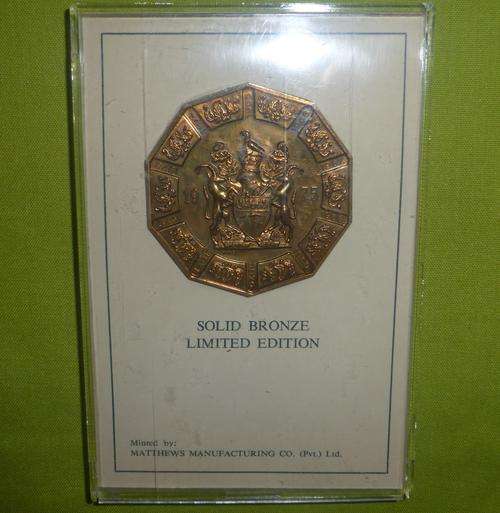 19 75
SOLID BRONZE
LIMITED EDITION
Minted by:
MATTHEWS MANUFACTURING CO. (Pvt.) Ltd.